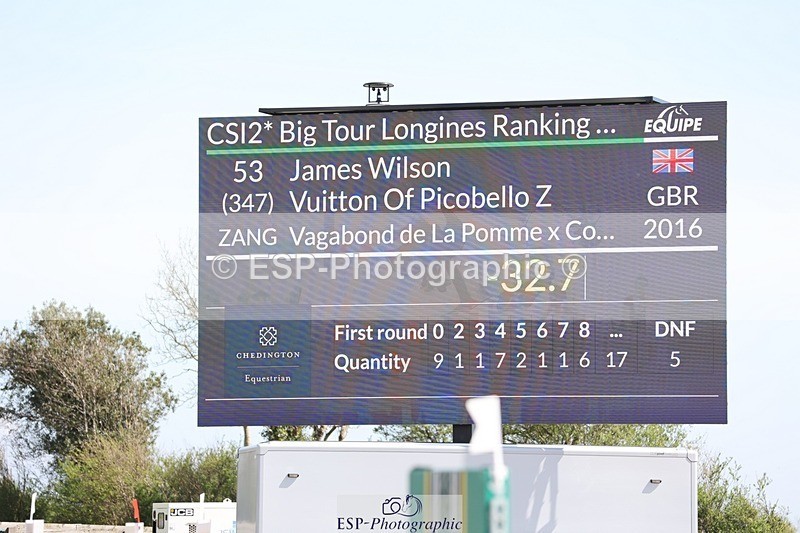 CSI2* Big Tour Longines Ranking ... EQUIPE
53 James Wilson
(347) Vuitton Of Picobello Z GBR
ZANG Vagabond de La Pomme x Co... 2016
© ESP-Photographic ©
-32.7
First round 0 2 3 4 5 6 7 8 ... DNF
Quantity 9 1 1 7 2 1 1 6 17 5
CHEDINGTON
Equestrian
JCB
ESP-Photographic